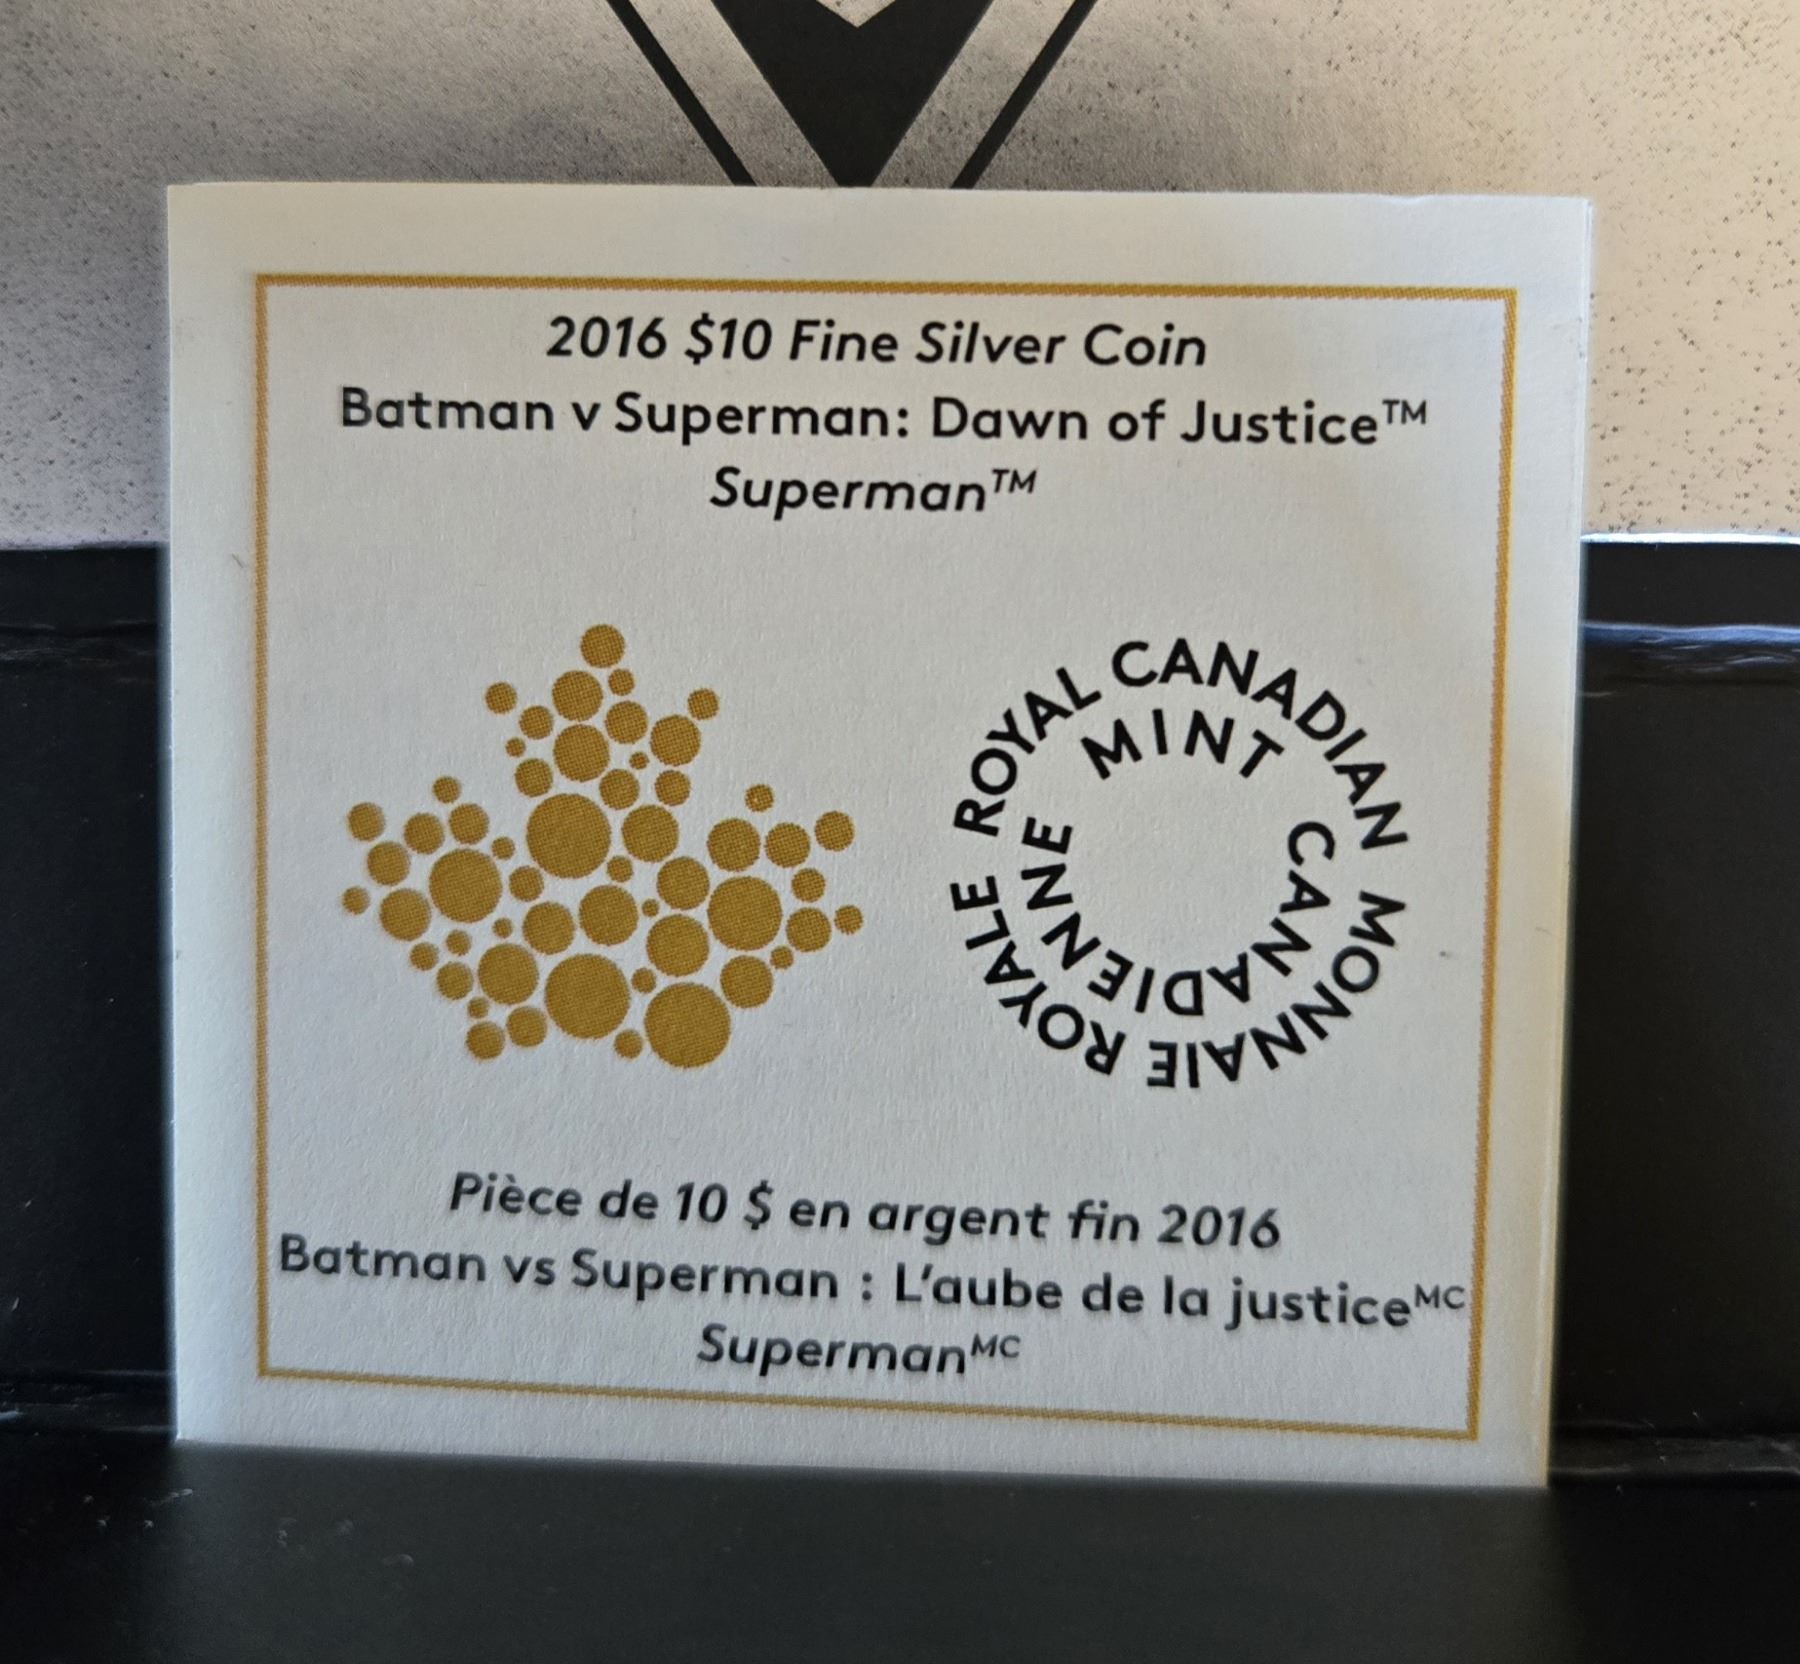 2016 $10 Fine Silver Coin
Batman v Superman: Dawn of Justice™
Superman™
ROYAL CANADIAN
MINT
MONNAIE ROYALE
CANADIENNE
Pièce de 10 $ en argent fin 2016
Batman vs Superman : L'aube de la justiceᴹᶜ
Supermanᴹᶜ